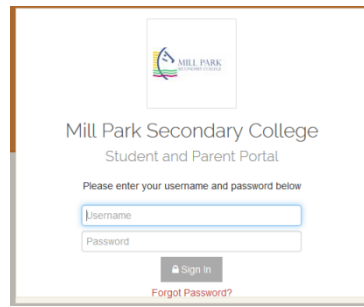 MILL PARK
SECONDARY COLLEGE
Mill Park Secondary College
Student and Parent Portal
Please enter your username and password below
Username
Password
Sign In
Forgot Password?